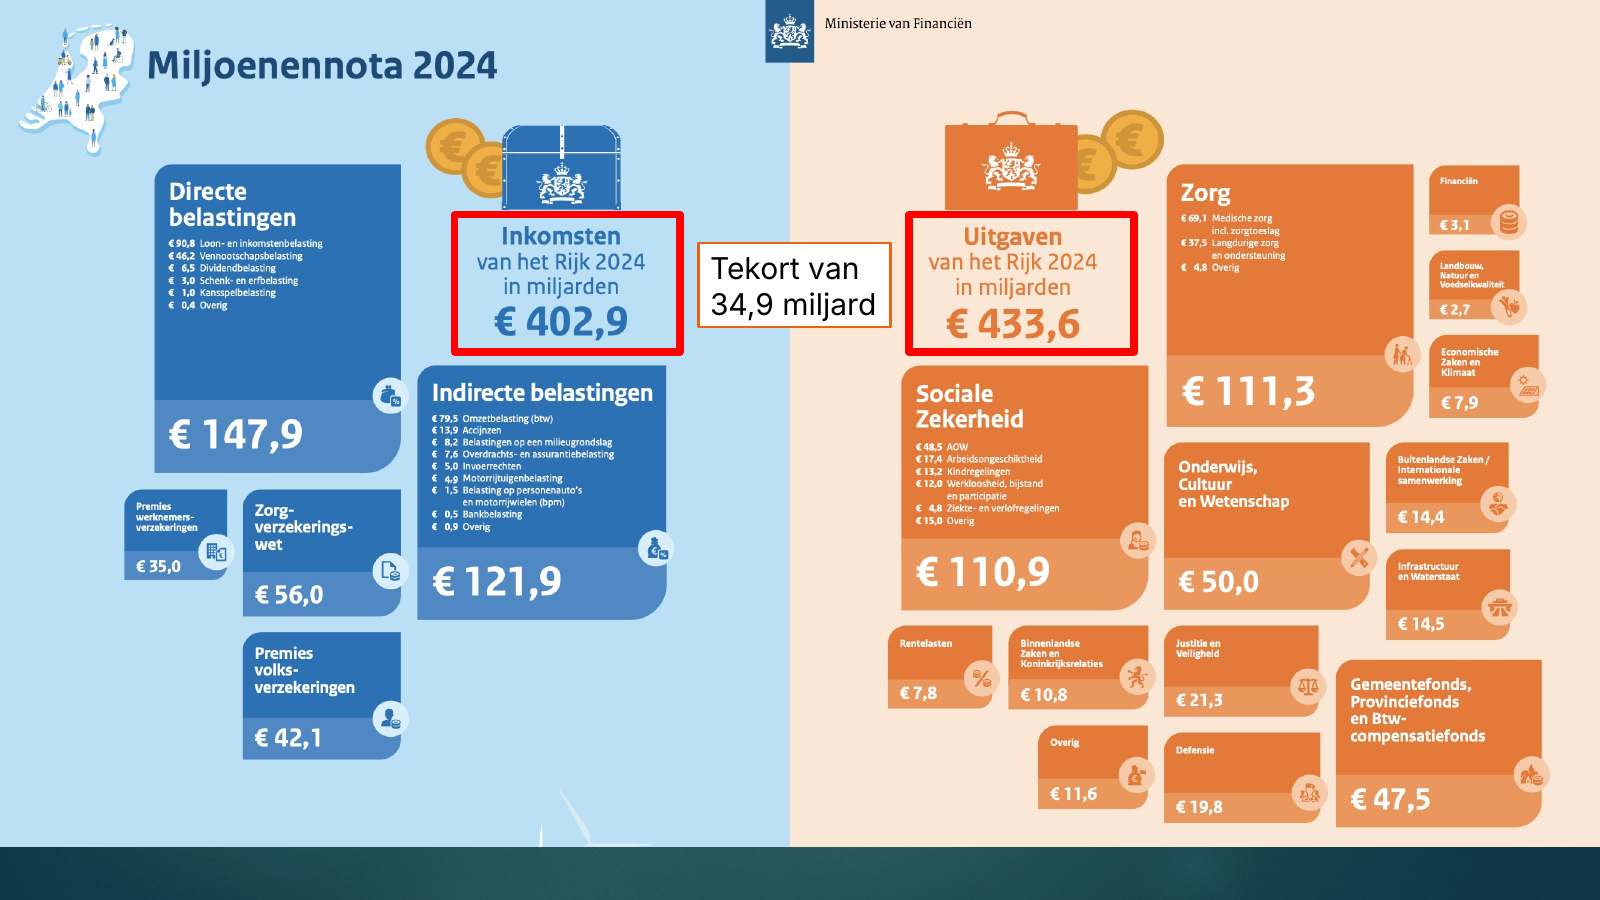 Ministerie van Financiën
Miljoenennota 2024
Inkomsten
van het Rijk 2024
in miljarden
€ 402,9
Tekort van
34,9 miljard
Uitgaven
van het Rijk 2024
in miljarden
€ 433,6
Directe
belastingen
€ 90,8 Loon- en inkomstenbelasting
€ 46,2 Vennootschapsbelasting
€ 6,5 Dividendbelasting
€ 3,0 Schenk- en erfbelasting
€ 1,0 Kansspelbelasting
€ 0,4 Overig
€ 147,9
Indirecte belastingen
€ 79,5 Omzetbelasting (btw)
€ 13,9 Accijnzen
€ 8,2 Belastingen op een milieugrondslag
€ 7,6 Overdrachts- en assurantiebelasting
€ 5,0 Invoerrechten
€ 4,9 Motorrijtuigenbelasting
€ 1,5 Belasting op personenauto's
en motorrijwielen (bpm)
€ 0,5 Bankbelasting
€ 0,9 Overig
€ 121,9
Premies
werknemers-
verzekeringen
€ 35,0
Zorg-
verzekerings-
wet
€ 56,0
Premies
volks-
verzekeringen
€ 42,1
Zorg
€ 69,1 Medische zorg
incl. zorgtoeslag
€ 37,5 Langdurige zorg
en ondersteuning
€ 4,8 Overig
€ 111,3
Financiën
€ 3,1
Landbouw,
Natuur en
Voedselkwaliteit
€ 2,7
Economische
Zaken en
Klimaat
€ 7,9
Sociale
Zekerheid
€ 48,5 AOW
€ 17,4 Arbeidsongeschiktheid
€ 13,2 Kindregelingen
€ 12,0 Werkloosheid, bijstand
en participatie
€ 4,8 Ziekte- en verlofregelingen
€ 15,0 Overig
€ 110,9
Onderwijs,
Cultuur
en Wetenschap
€ 50,0
Buitenlandse Zaken /
Internationale
samenwerking
€ 14,4
Infrastructuur
en Waterstaat
€ 14,5
Rentelasten
€ 7,8
Binnenlandse
Zaken en
Koninkrijksrelaties
€ 10,8
Justitie en
Veiligheid
€ 21,3
Gemeentefonds,
Provinciefonds
en Btw-
compensatiefonds
€ 47,5
Overig
€ 11,6
Defensie
€ 19,8